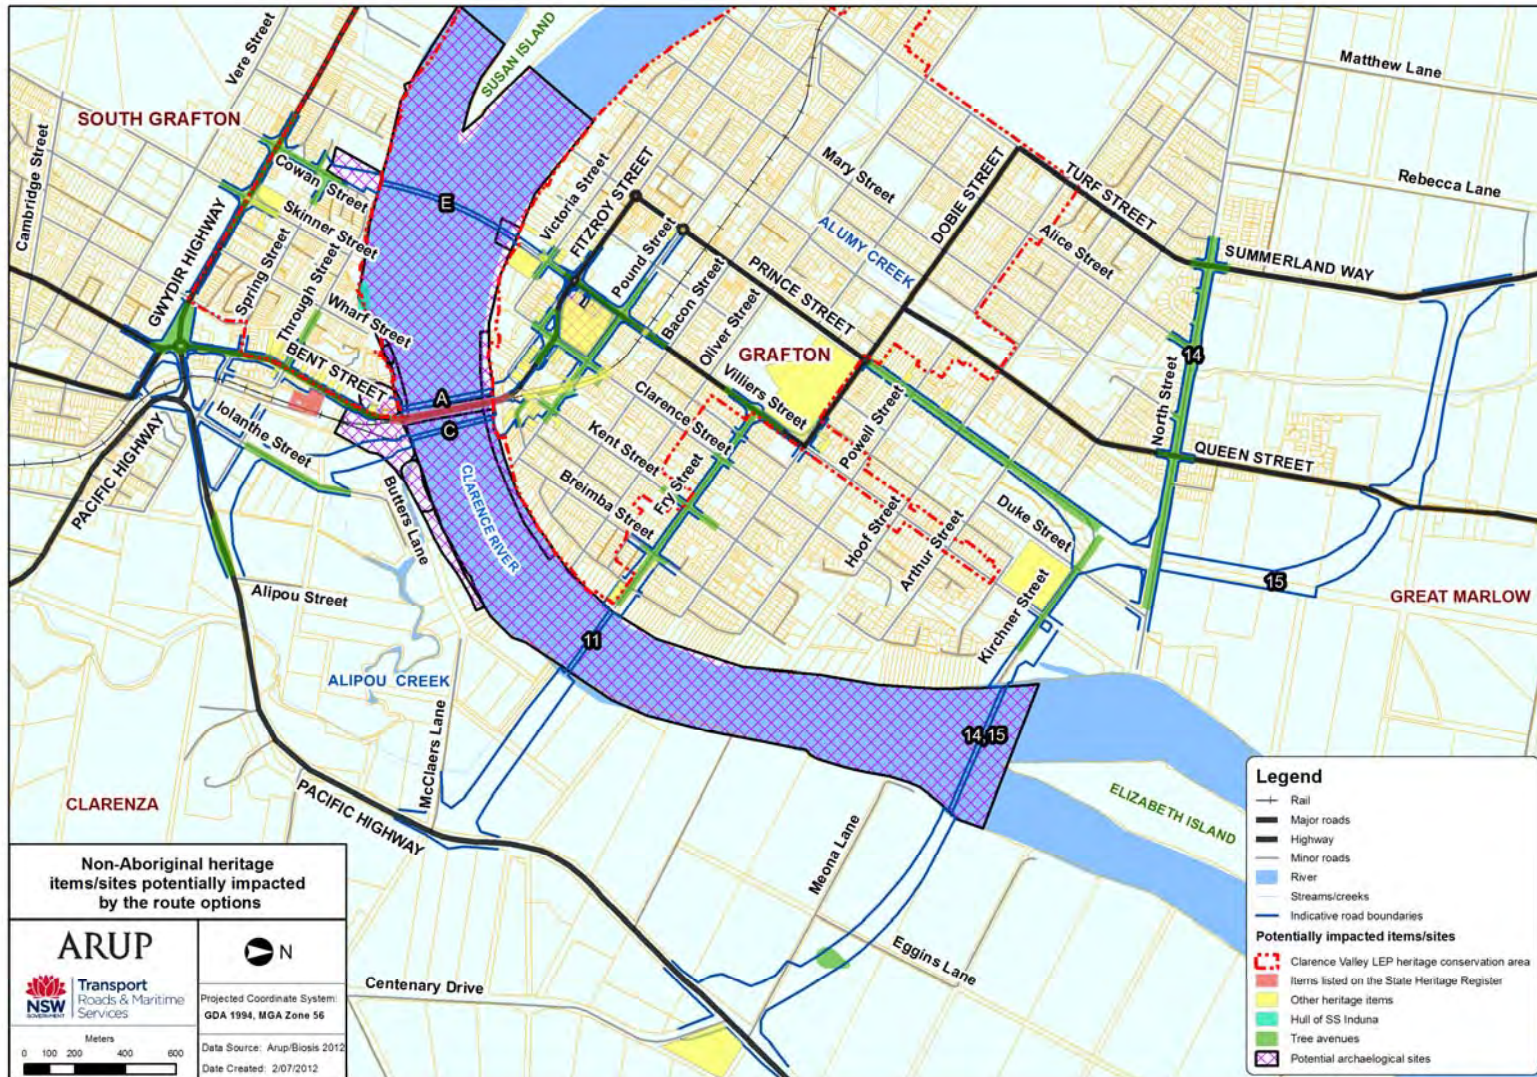 SUSAN ISLAND
Vere Street
Matthew Lane
SOUTH GRAFTON
Cambridge Street
Cowan Street
E
Victoria Street
FITZROY STREET
Mary Street
DOBIE STREET
TURF STREET
Rebecca Lane
Skinner Street
GWYDIR HIGHWAY
Spring Street
Through Street
Wharf Street
Pound Street
ALUMY CREEK
Alice Street
SUMMERLAND WAY
PRINCE STREET
Bacon Street
Oliver Street
GRAFTON
BENT STREET
A
C
Villiers Street
Clarence Street
Powell Street
North Street
14
QUEEN STREET
Iolanthe Street
PACIFIC HIGHWAY
Butters Lane
CLARENCE RIVER
Kent Street
Fry Street
Breimba Street
Hoof Street
Arthur Street
Duke Street
15
GREAT MARLOW
Alipou Street
Kirchner Street
11
ALIPOU CREEK
McClaers Lane
14,15
CLARENZA
PACIFIC HIGHWAY
ELIZABETH ISLAND
Meona Lane
Eggins Lane
Centenary Drive
Non-Aboriginal heritage
items/sites potentially impacted
by the route options
ARUP
N
NSW
GOVERNMENT
Transport
Roads & Maritime
Services
Projected Coordinate System:
GDA 1994, MGA Zone 56
Meters
0 100 200 400 600
Data Source: Arup/Biosis 2012
Date Created: 2/07/2012
Legend
Rail
Major roads
Highway
Minor roads
River
Streams/creeks
Indicative road boundaries
Potentially impacted items/sites
Clarence Valley LEP heritage conservation area
Items listed on the State Heritage Register
Other heritage items
Hull of SS Induna
Tree avenues
Potential archaelogical sites